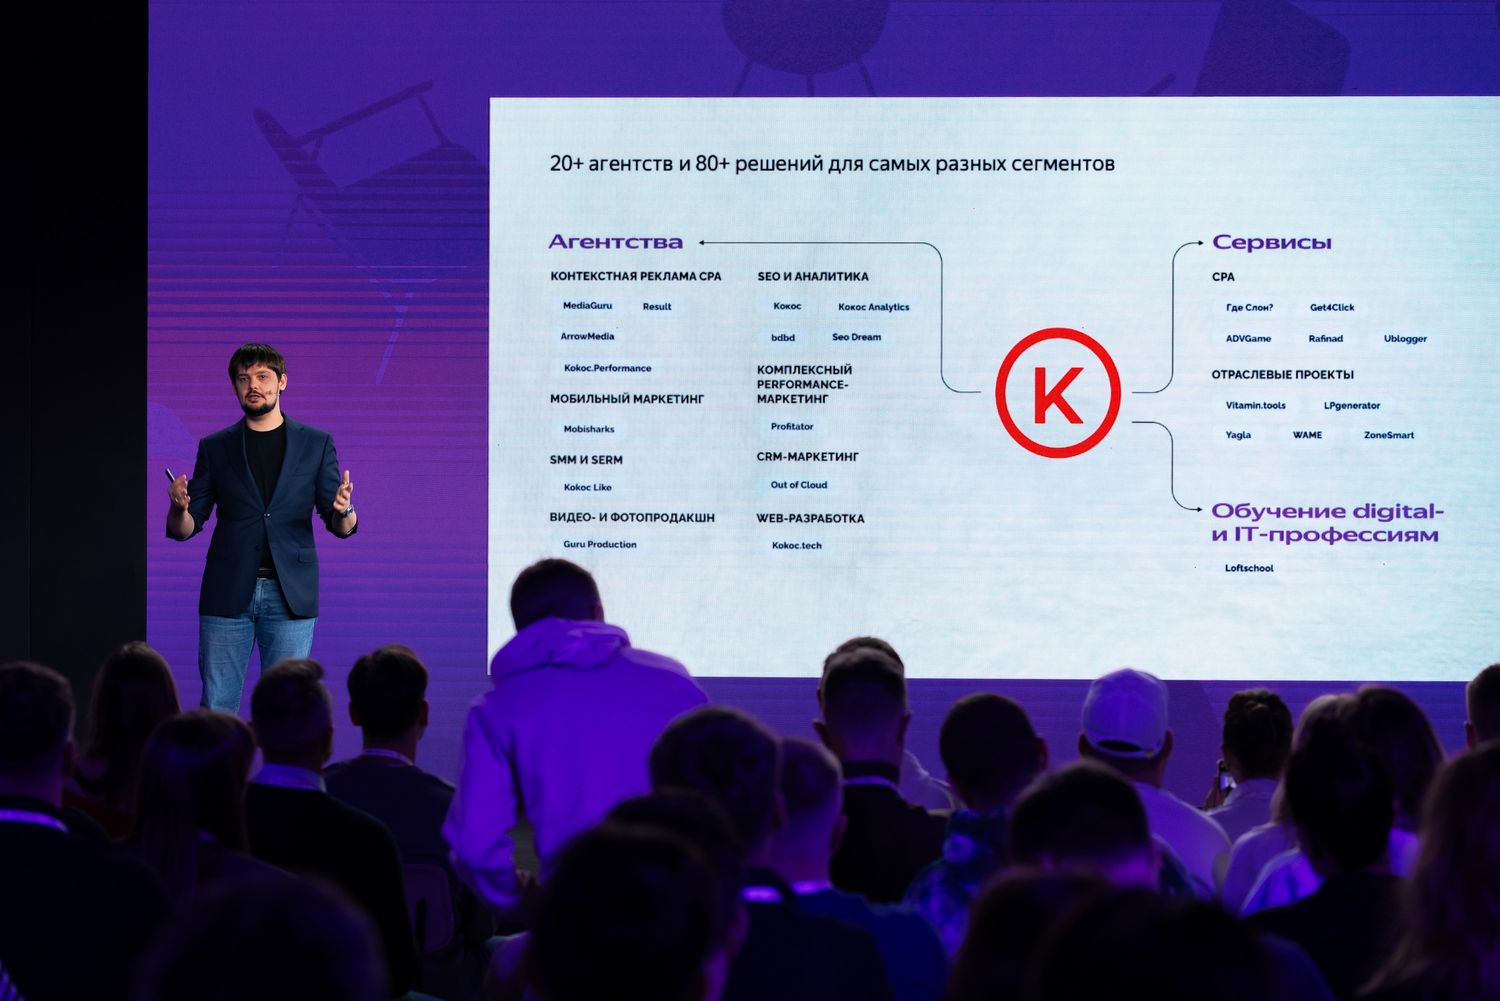 20+ агентств и 80+ решений для самых разных сегментов
Агентства
КОНТЕКСТНАЯ РЕКЛАМА CPA
MediaGuru Result
ArrowMedia
Kokoc.Performance
МОБИЛЬНЫЙ МАРКЕТИНГ
Mobisharks
SMM И SERM
Kokoc Like
ВИДЕО- И ФОТОПРОДАКШН
Guru Production
SEO И АНАЛИТИКА
Кокос Кокос Analytics
bdbd Seo Dream
КОМПЛЕКСНЫЙ
PERFORMANCE-
МАРКЕТИНГ
Profitator
CRM-МАРКЕТИНГ
Out of Cloud
WEB-РАЗРАБОТКА
Kokoc.tech
K
Сервисы
CPA
Где Слон? Get4Click
ADVGame Rafinad Ublogger
ОТРАСЛЕВЫЕ ПРОЕКТЫ
Vitamin.tools LPgenerator
Yagla WAME ZoneSmart
Обучение digital-
и IT-профессиям
Loftschool